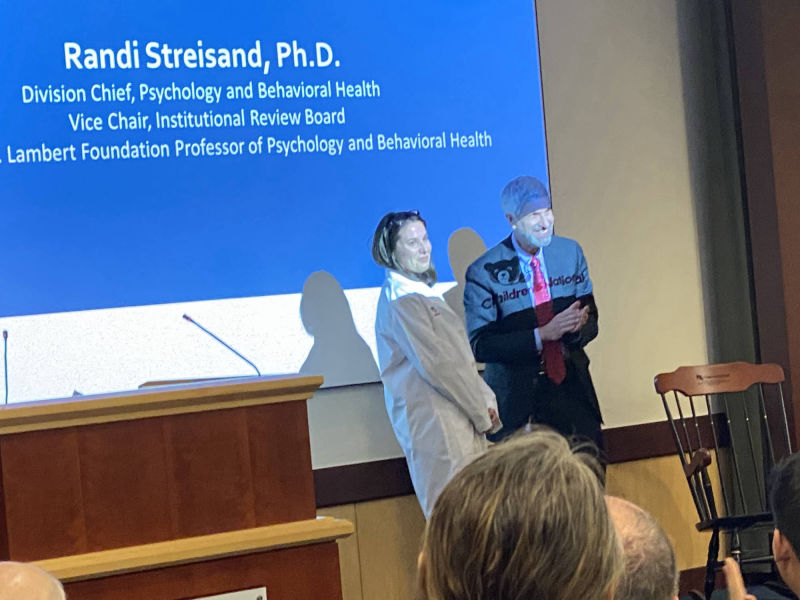 Randi Streisand, Ph.D.
Division Chief, Psychology and Behavioral Health
Vice Chair, Institutional Review Board
. Lambert Foundation Professor of Psychology and Behavioral Health
Children's National